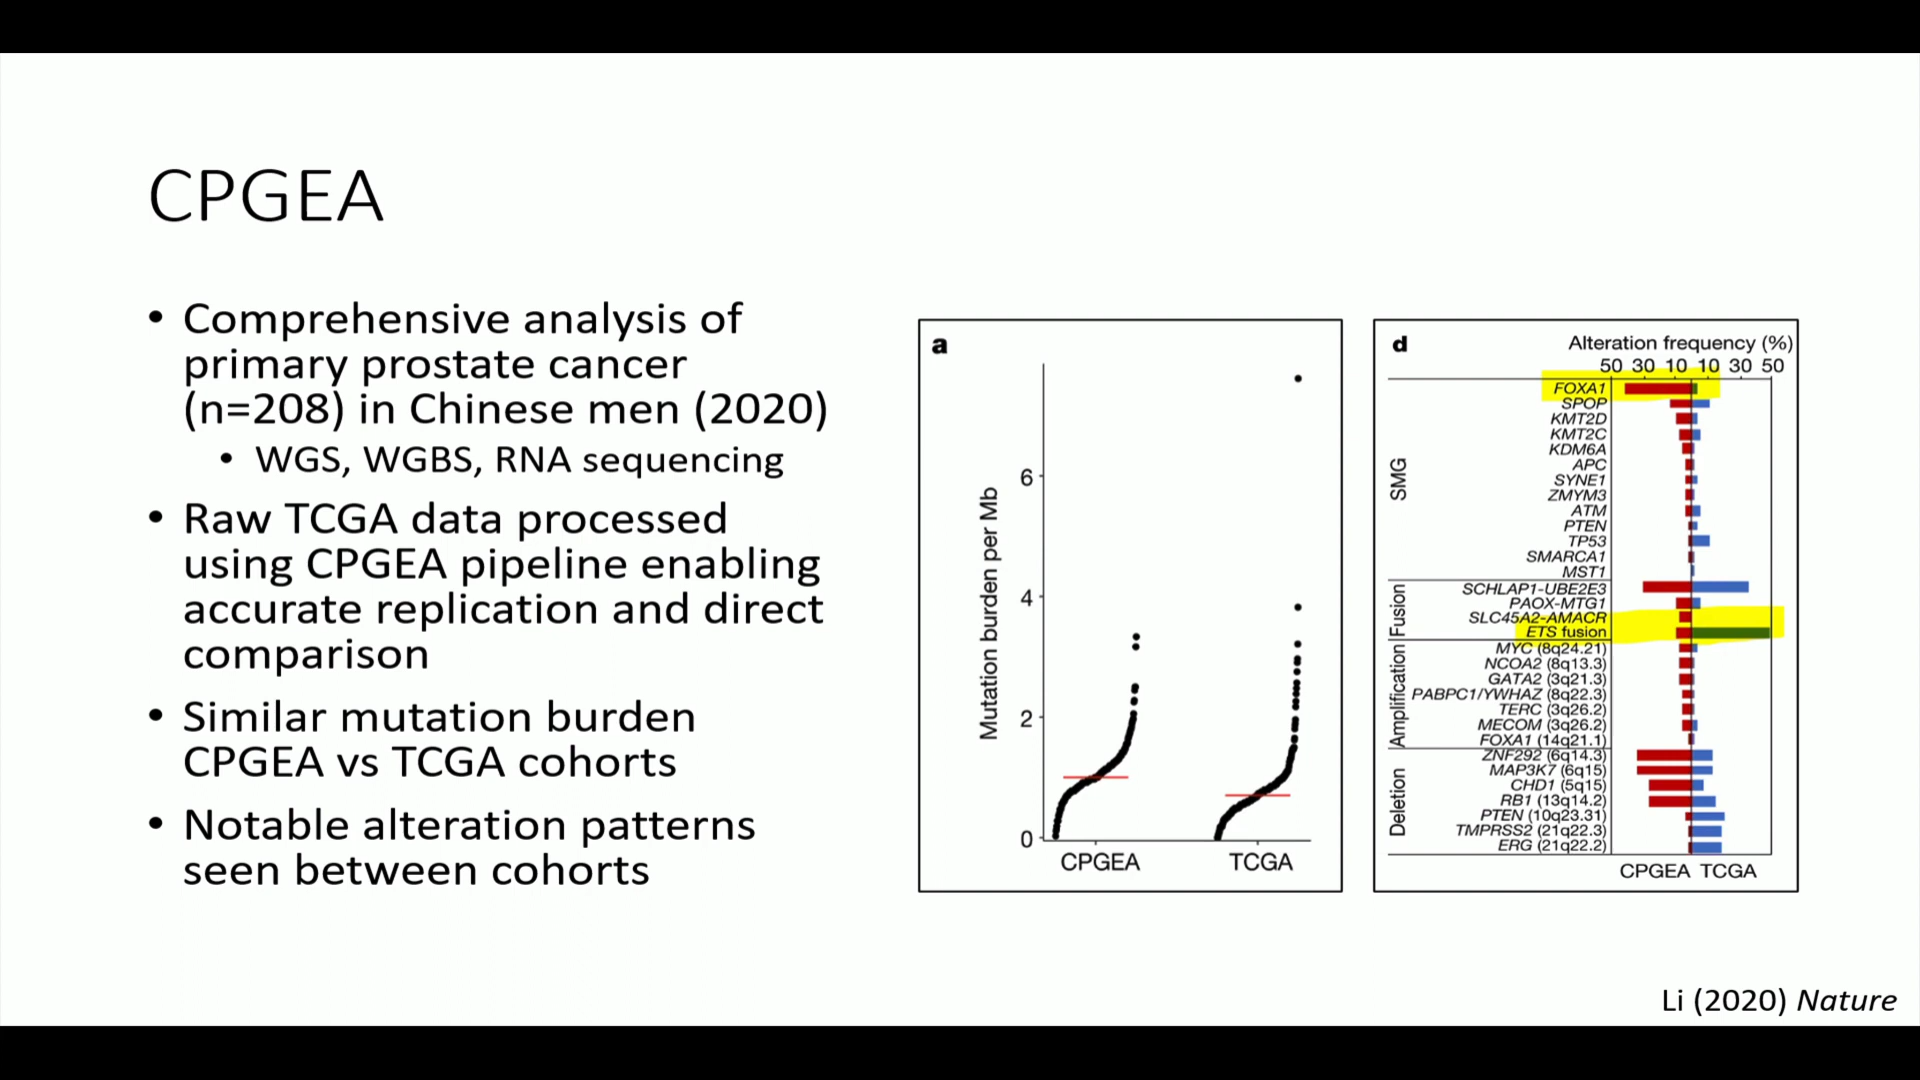 CPGEA
• Comprehensive analysis of
primary prostate cancer
(n=208) in Chinese men (2020)
• WGS, WGBS, RNA sequencing
• Raw TCGA data processed
using CPGEA pipeline enabling
accurate replication and direct
comparison
• Similar mutation burden
CPGEA vs TCGA cohorts
• Notable alteration patterns
seen between cohorts
a
Mutation burden per Mb
6
4
2
0
CPGEA TCGA
d
Alteration frequency (%)
50 30 10 10 30 50
SMG
FOXA1
SPOP
KMT2D
KMT2C
KDM6A
APC
SYNE1
ZMYM3
ATM
PTEN
TP53
SMARCA1
MST1
Fusion
SCHLAP1-UBE2E3
PAOX-MTG1
SLC45A2-AMACR
ETS fusion
Amplification
MYC (8q24.21)
NCOA2 (8q13.3)
GATA2 (3q21.3)
PABPC1/YWHAZ (8q22.3)
TERC (3q26.2)
MECOM (3q26.2)
FOXA1 (14q21.1)
Deletion
ZNF292 (6q14.3)
MAP3K7 (6q15)
CHD1 (5q15)
RB1 (13q14.2)
PTEN (10q23.31)
TMPRSS2 (21q22.3)
ERG (21q22.2)
CPGEA TCGA
Li (2020) Nature